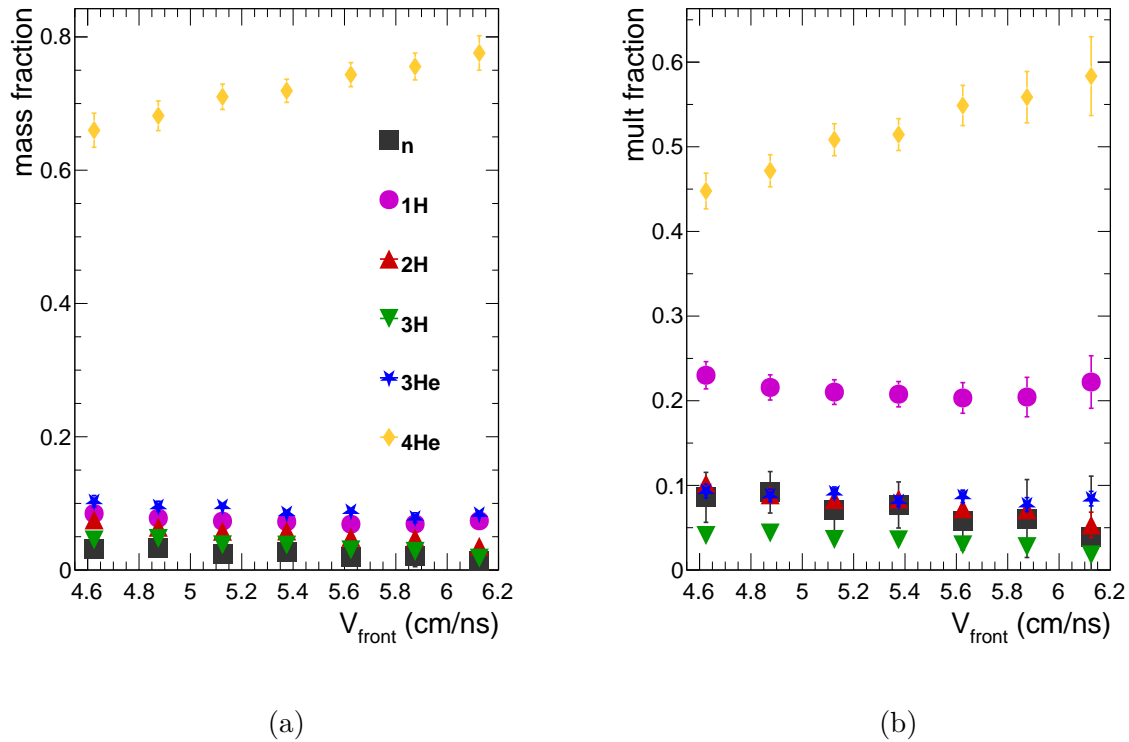 mass fraction
0.8
0.6
0.4
0.2
0
n
1H
2H
3H
3He
4He
4.6 4.8 5 5.2 5.4 5.6 5.8 6 6.2
V_front (cm/ns)
(a)
mult fraction
0.6
0.5
0.4
0.3
0.2
0.1
0
4.6 4.8 5 5.2 5.4 5.6 5.8 6 6.2
V_front (cm/ns)
(b)